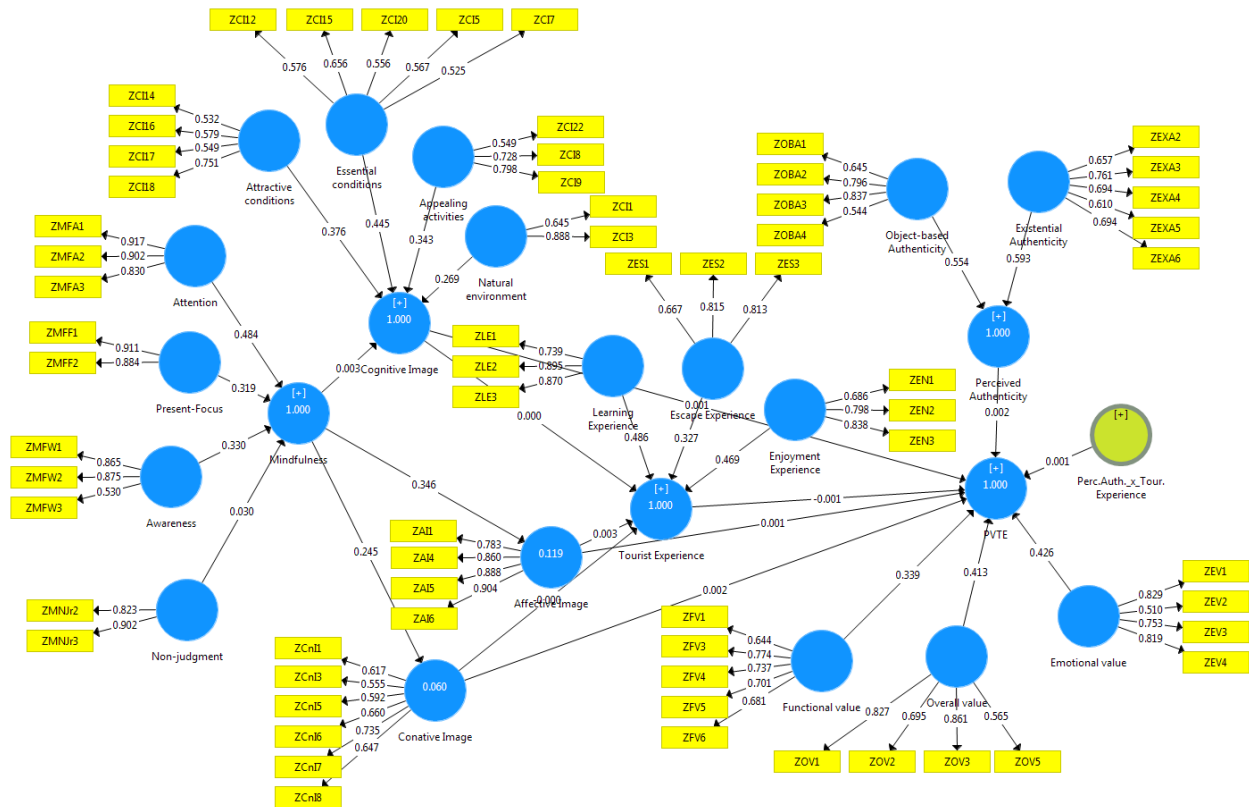 ZCI12
ZCI15
ZCI20
ZCI5
ZCI7
0.576
0.656
0.556
0.567
0.525
Essential
conditions
ZCI14
ZCI16
ZCI17
ZCI18
0.532
0.579
0.549
0.751
Attractive
conditions
ZCI22
ZCI8
ZCI9
0.549
0.728
0.798
Appealing
activities
ZCI1
ZCI3
0.645
0.888
Natural
environment
0.376
0.445
0.343
0.269
[+]
1.000
Cognitive Image
ZMFA1
ZMFA2
ZMFA3
0.917
0.902
0.830
Attention
ZMFF1
ZMFF2
0.911
0.884
Present-Focus
ZMFW1
ZMFW2
ZMFW3
0.865
0.875
0.530
Awareness
ZMNJr2
ZMNJr3
0.823
0.902
Non-judgment
0.484
0.319
0.330
0.030
[+]
1.000
Mindfulness
0.003
0.346
0.245
ZLE1
ZLE2
ZLE3
0.739
0.895
0.870
Learning
Experience
ZES1
ZES2
ZES3
0.667
0.815
0.813
Escape Experience
ZEN1
ZEN2
ZEN3
0.686
0.798
0.838
Enjoyment
Experience
0.000
0.001
0.486
0.327
0.469
[+]
1.000
Tourist Experience
ZAI1
ZAI4
ZAI5
ZAI6
0.783
0.860
0.888
0.904
0.119
Affective Image
0.003
-0.000
0.001
-0.001
0.002
ZCnI1
ZCnI3
ZCnI5
ZCnI6
ZCnI7
ZCnI8
0.617
0.555
0.592
0.660
0.735
0.647
0.060
Conative Image
ZOBA1
ZOBA2
ZOBA3
ZOBA4
0.645
0.796
0.837
0.544
Object-based
Authenticity
ZEXA2
ZEXA3
ZEXA4
ZEXA5
ZEXA6
0.657
0.761
0.694
0.610
0.694
Existential
Authenticity
0.554
0.593
[+]
1.000
Perceived
Authenticity
0.002
[+]
Perc.Auth._x_Tour.
Experience
0.001
[+]
1.000
PVTE
0.339
0.413
0.426
ZFV1
ZFV3
ZFV4
ZFV5
ZFV6
0.644
0.774
0.737
0.701
0.681
Functional value
Overall value
0.827
0.695
0.861
0.565
ZOV1
ZOV2
ZOV3
ZOV5
Emotional value
0.829
0.510
0.753
0.819
ZEV1
ZEV2
ZEV3
ZEV4